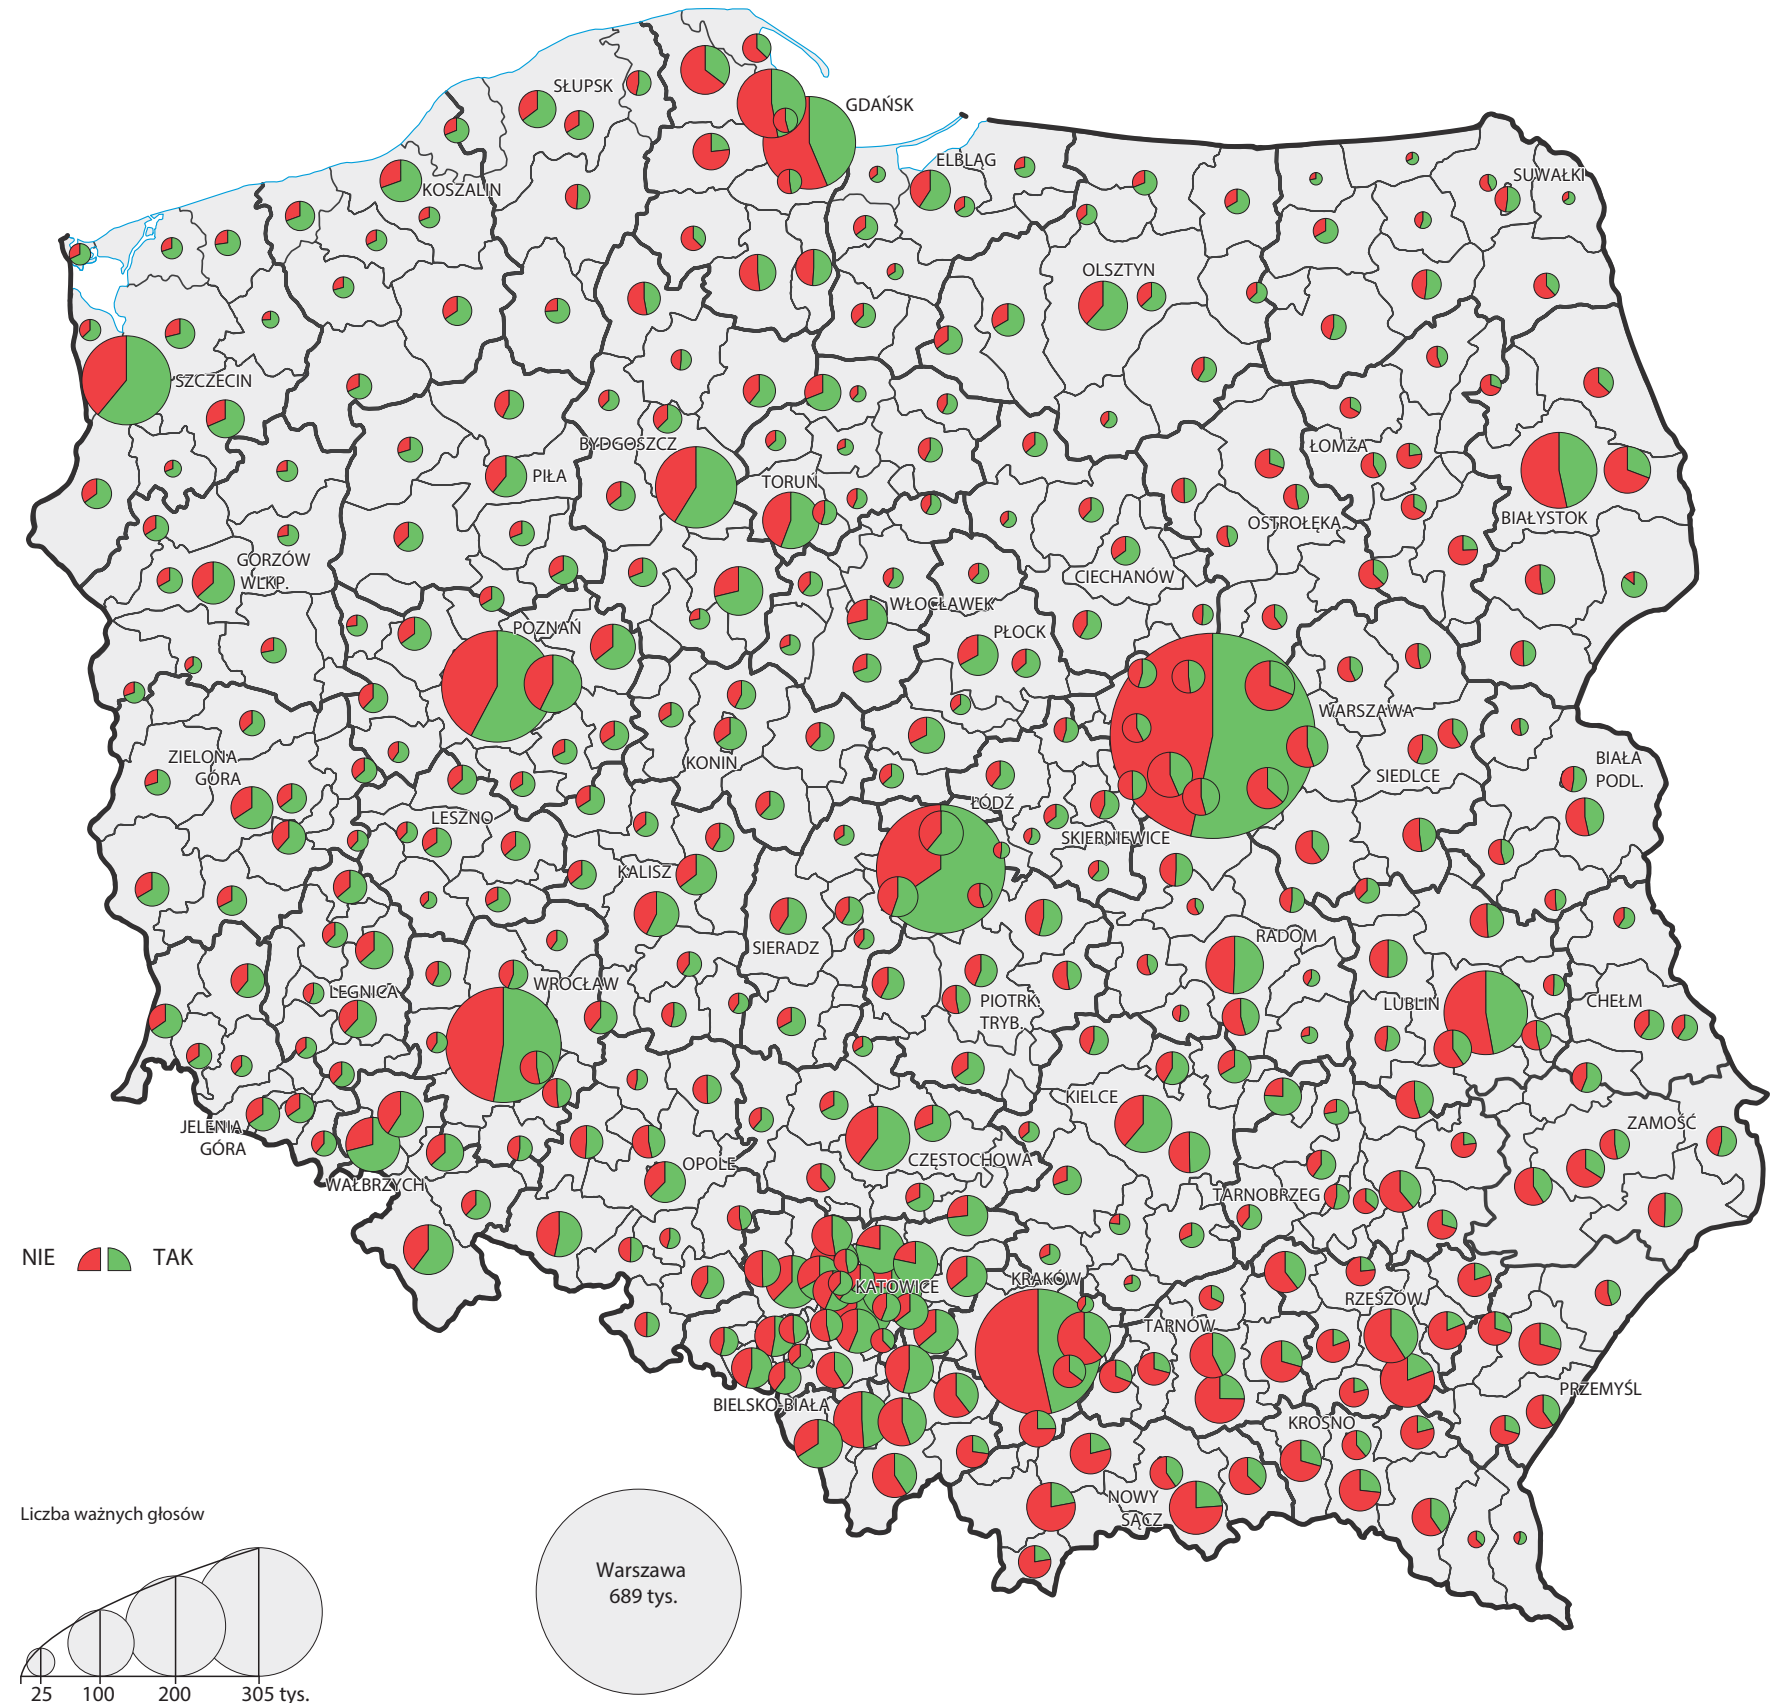 SŁUPSK
GDAŃSK
ELBLĄG
SUWAŁKI
KOSZALIN
OLSZTYN
SZCZECIN
BYDGOSZCZ
ŁOMŻA
PIŁA
TORUŃ
OSTROŁĘKA
BIAŁYSTOK
GORZÓW
WLKP.
CIECHANÓW
WŁOCŁAWEK
POZNAŃ
PŁOCK
WARSZAWA
ZIELONA
GÓRA
KONIN
SIEDLCE
BIAŁA
PODL.
LESZNO
ŁÓDŹ
SKIERNIEWICE
KALISZ
SIERADZ
RADOM
LEGNICA
WROCŁAW
PIOTRK.
TRYB.
LUBLIN
CHEŁM
KIELCE
JELENIA
GÓRA
ZAMOŚĆ
OPOLE
CZĘSTOCHOWA
WAŁBRZYCH
TARNOBRZEG
NIE
TAK
KATOWICE
KRAKÓW
RZESZÓW
TARNÓW
BIELSKO-BIAŁA
PRZEMYŚL
KROSNO
NOWY
SĄCZ
Liczba ważnych głosów
25 100 200 305 tys.
Warszawa
689 tys.